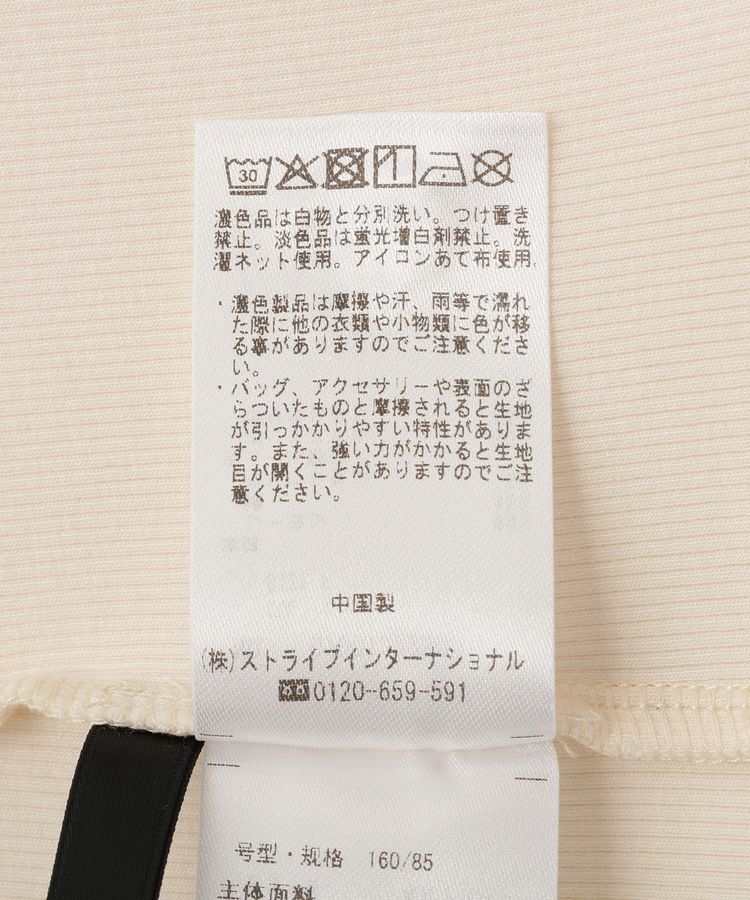 30
濃色品は白物と分別洗い。つけ置き
禁止。淡色品は蛍光増白剤禁止。洗
濯ネット使用。アイロンあて布使用。
・濃色製品は摩擦や汗、雨等で濡れ
た際に他の衣類や小物類に色が移
る事がありますのでご注意くださ
い。
・バッグ、アクセサリーや表面のざ
らついたものと摩擦されると生地
が引っかかりやすい特性がありま
す。また、強い力がかかると生地
目が開くことがありますのでご注
意ください。
中国製
(株)ストライプインターナショナル
0120-659-591
号型・规格 160/85
主体面料